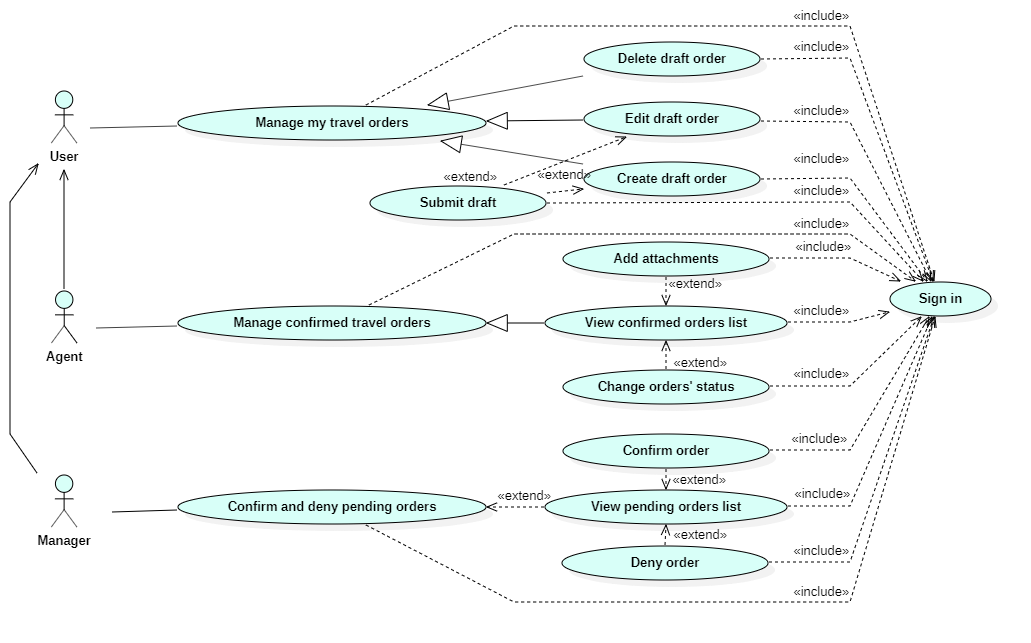 «include»
«include»
Delete draft order
User
Manage my travel orders
«include»
Edit draft order
«include»
«extend»
«extend»
Create draft order
«include»
Submit draft
«include»
«include»
Add attachments
«extend»
Sign in
Agent
Manage confirmed travel orders
View confirmed orders list
«include»
«extend»
«include»
Change orders' status
«include»
Confirm order
«extend»
Manager
Confirm and deny pending orders
«extend»
View pending orders list
«include»
«extend»
«include»
Deny order
«include»